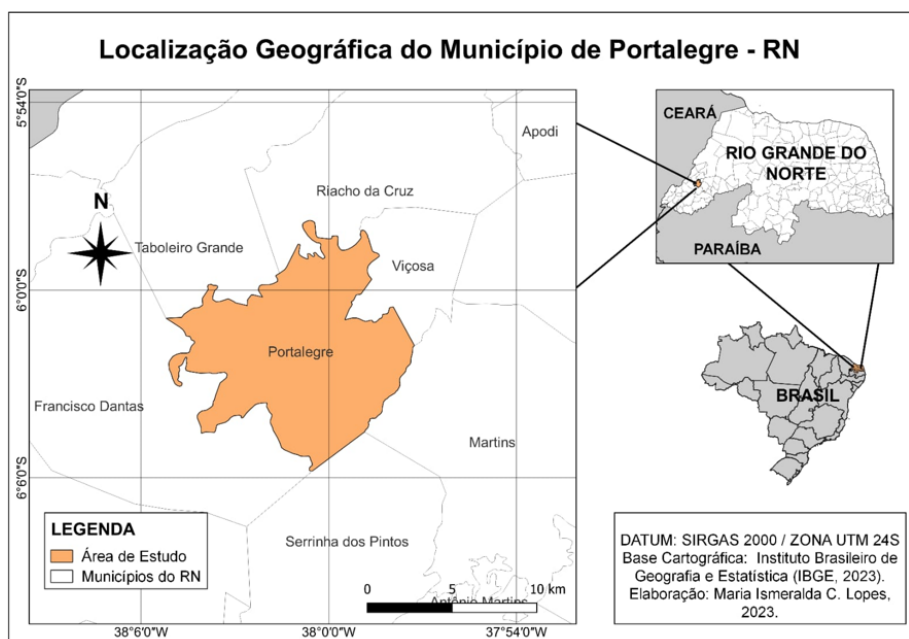 Localização Geográfica do Município de Portalegre - RN
5°54'0"S
6°0'0"S
6°6'0"S
N
Apodi
Riacho da Cruz
Taboleiro Grande
Viçosa
Portalegre
Francisco Dantas
Martins
Serrinha dos Pintos
Antônio Martins
LEGENDA
Área de Estudo
Municípios do RN
0 5 10 km
38°6'0"W 38°0'0"W 37°54'0"W
CEARÁ
RIO GRANDE DO
NORTE
PARAÍBA
BRASIL
DATUM: SIRGAS 2000 / ZONA UTM 24S
Base Cartográfica: Instituto Brasileiro de
Geografia e Estatística (IBGE, 2023).
Elaboração: Maria Ismeralda C. Lopes,
2023.